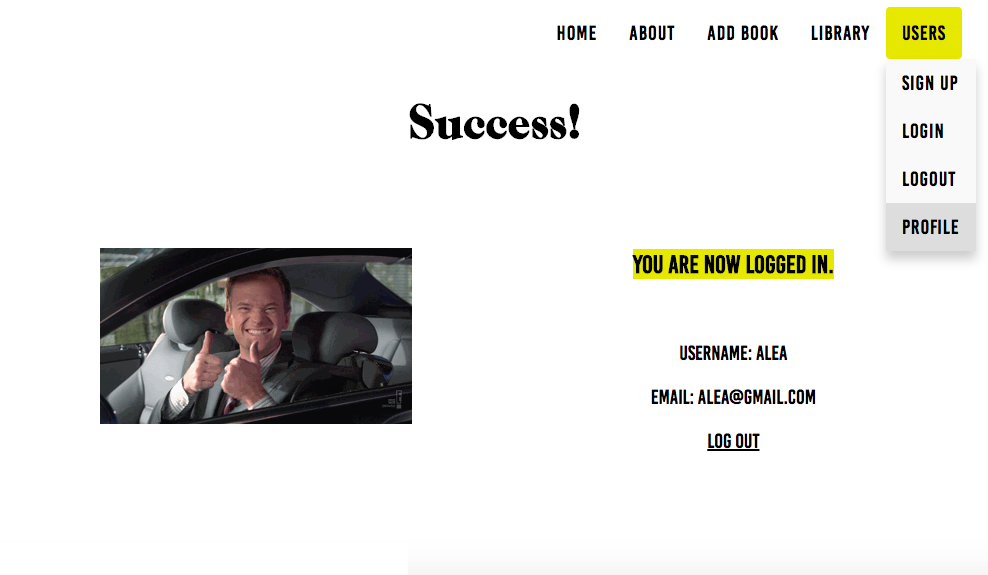 HOME ABOUT ADD BOOK LIBRARY USERS
SIGN UP
LOGIN
LOGOUT
PROFILE
Success!
YOU ARE NOW LOGGED IN.
USERNAME: ALEA
EMAIL: ALEA@GMAIL.COM
LOG OUT